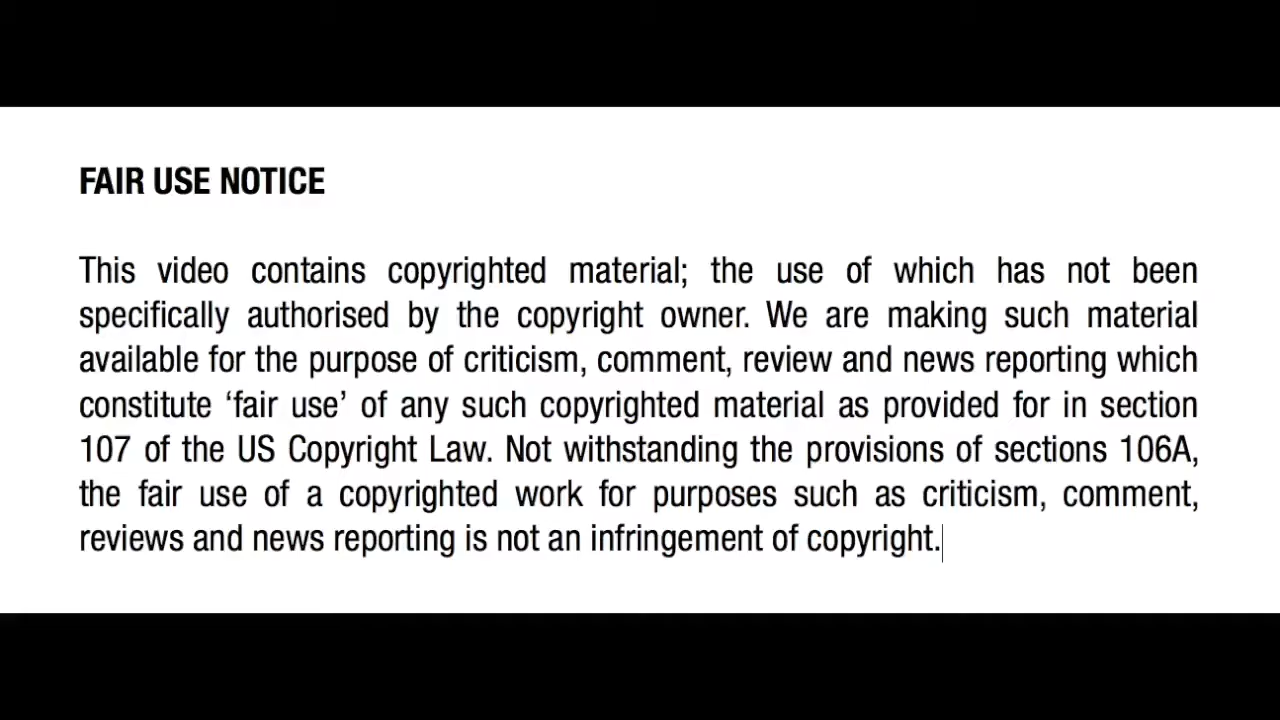 FAIR USE NOTICE
This video contains copyrighted material; the use of which has not been
specifically authorised by the copyright owner. We are making such material
available for the purpose of criticism, comment, review and news reporting which
constitute ‘fair use’ of any such copyrighted material as provided for in section
107 of the US Copyright Law. Not withstanding the provisions of sections 106A,
the fair use of a copyrighted work for purposes such as criticism, comment,
reviews and news reporting is not an infringement of copyright.